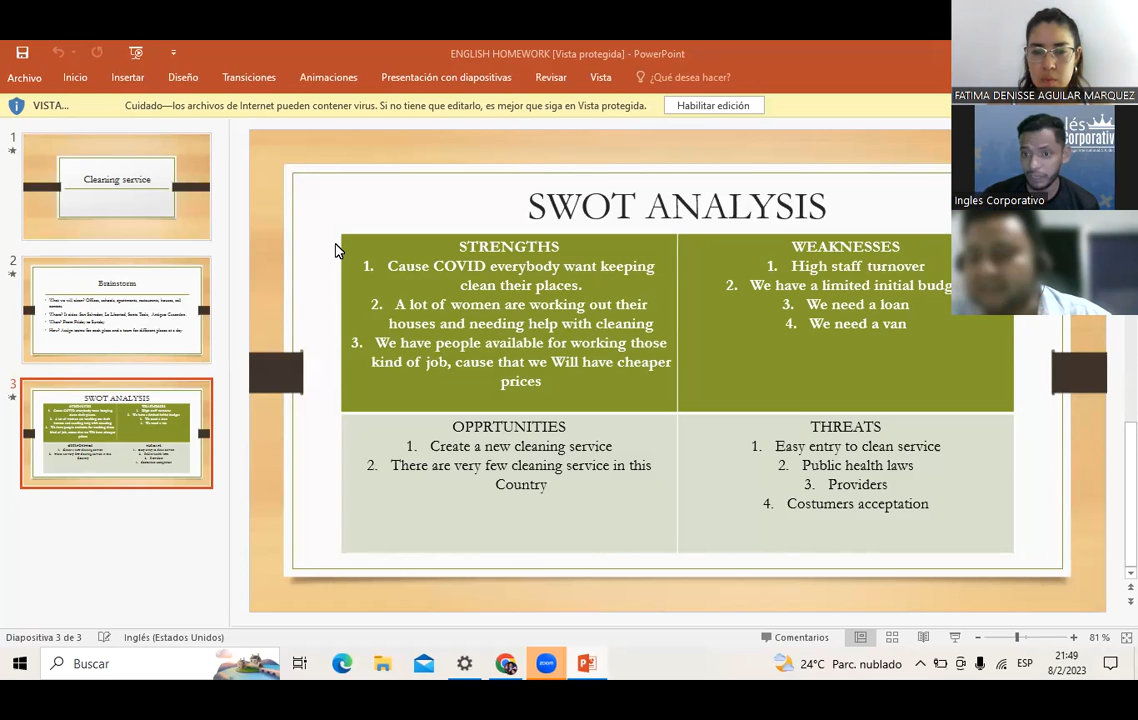 ENGLISH HOMEWORK [Vista protegida] - PowerPoint
Archivo Inicio Insertar Diseño Transiciones Animaciones Presentación con diapositivas Revisar Vista ¿Qué desea hacer?
VISTA... Cuidado—los archivos de Internet pueden contener virus. Si no tiene que editarlo, es mejor que siga en Vista protegida. Habilitar edición
FATIMA DENISSE AGUILAR MARQUEZ
lés
Corporativo
Ingles Corporativo
1
Cleaning service
2
Brainstorm
3
SWOT ANALYSIS
SWOT ANALYSIS
STRENGTHS
1. Cause COVID everybody want keeping
clean their places.
2. A lot of women are working out their
houses and needing help with cleaning
3. We have people available for working those
kind of job, cause that we Will have cheaper
prices
WEAKNESSES
1. High staff turnover
2. We have a limited initial budg
3. We need a loan
4. We need a van
OPPRTUNITIES
1. Create a new cleaning service
2. There are very few cleaning service in this
Country
THREATS
1. Easy entry to clean service
2. Public health laws
3. Providers
4. Costumers acceptation
Diapositiva 3 de 3 Inglés (Estados Unidos) Comentarios 81 %
Buscar 24°C Parc. nublado ESP 21:49
8/2/2023